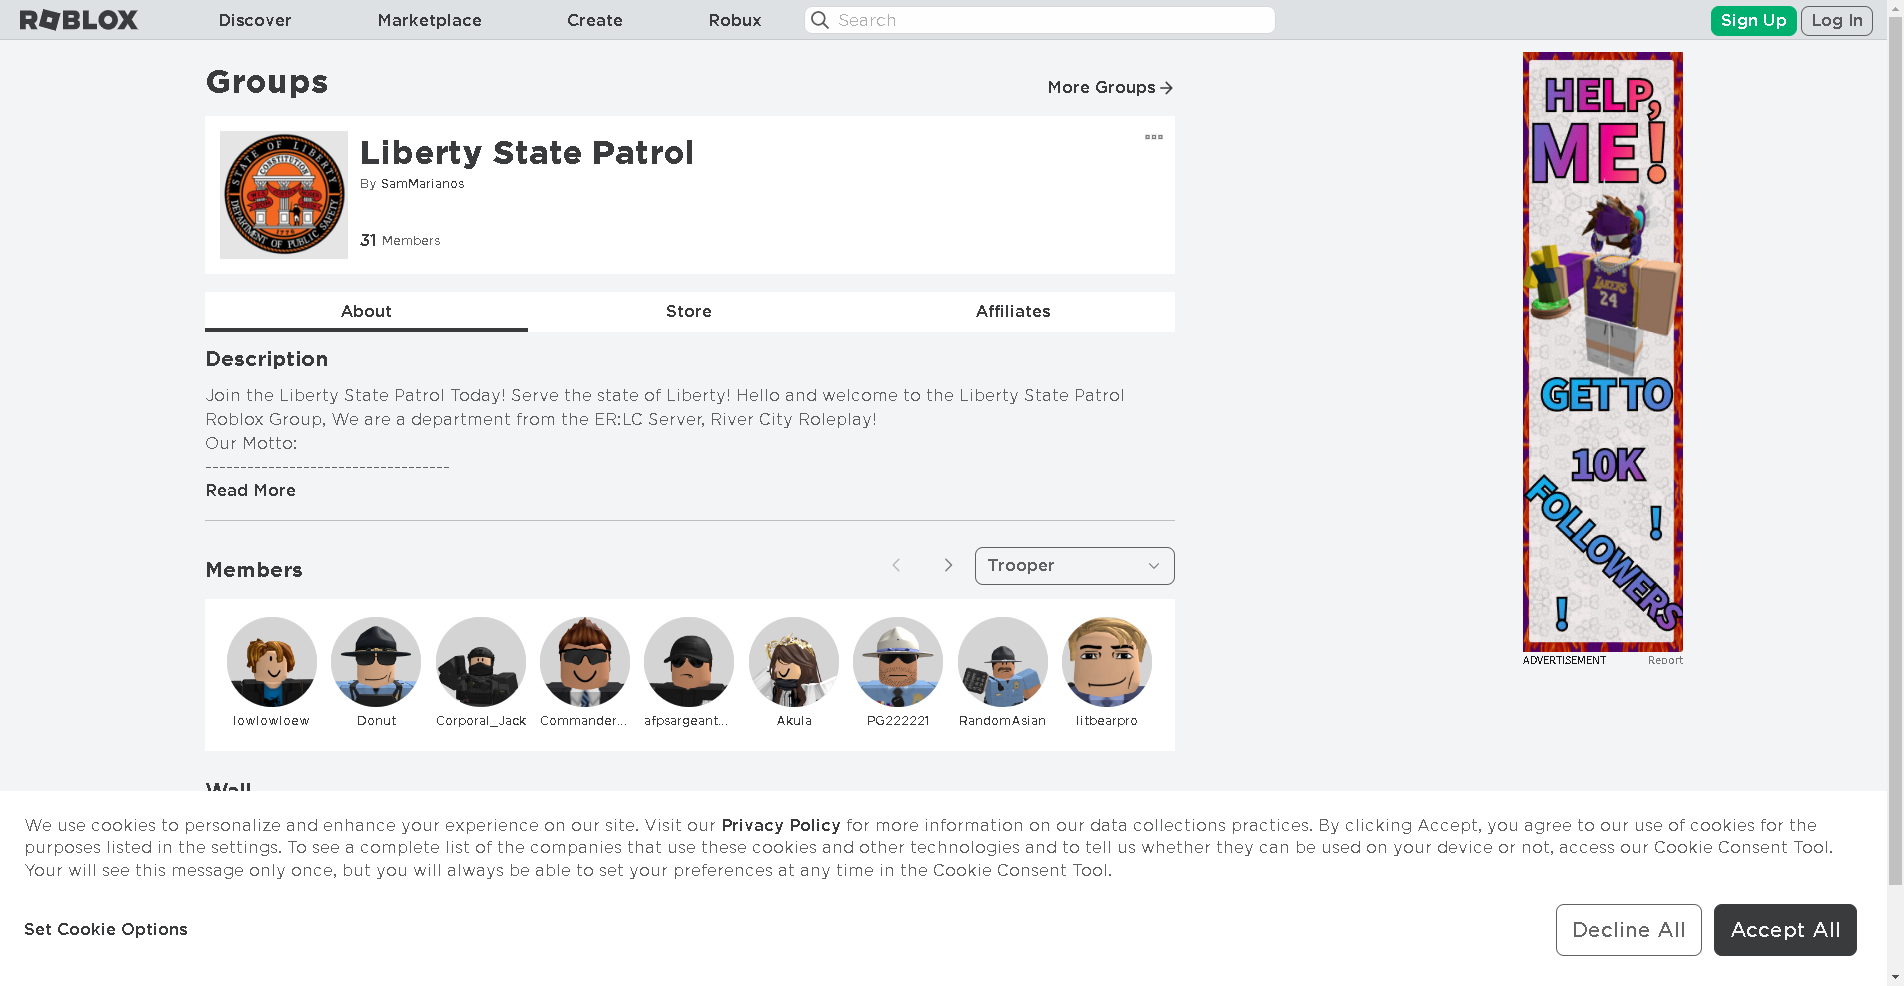 ROBLOX
Discover
Marketplace
Create
Robux
Search
Sign Up
Log In
Groups
More Groups
STATE OF LIBERTY
CONSTITUTION
1776
DEPARTMENT OF PUBLIC SAFETY
Liberty State Patrol
By SamMarianos
31 Members
About
Store
Affiliates
Description
Join the Liberty State Patrol Today! Serve the state of Liberty! Hello and welcome to the Liberty State Patrol
Roblox Group, We are a department from the ER:LC Server, River City Roleplay!
Our Motto:
-----------------------------------
Read More
Members
Trooper
lowlowloew
Donut
Corporal_Jack
Commander...
afpsargeant...
Akula
PG222221
RandomAsian
litbearpro
Wall
HELP,
ME!
LAKERS
24
GET TO
10K
FOLLOWERS
!
!
ADVERTISEMENT
Report
We use cookies to personalize and enhance your experience on our site. Visit our Privacy Policy for more information on our data collections practices. By clicking Accept, you agree to our use of cookies for the
purposes listed in the settings. To see a complete list of the companies that use these cookies and other technologies and to tell us whether they can be used on your device or not, access our Cookie Consent Tool.
Your will see this message only once, but you will always be able to set your preferences at any time in the Cookie Consent Tool.
Set Cookie Options
Decline All
Accept All